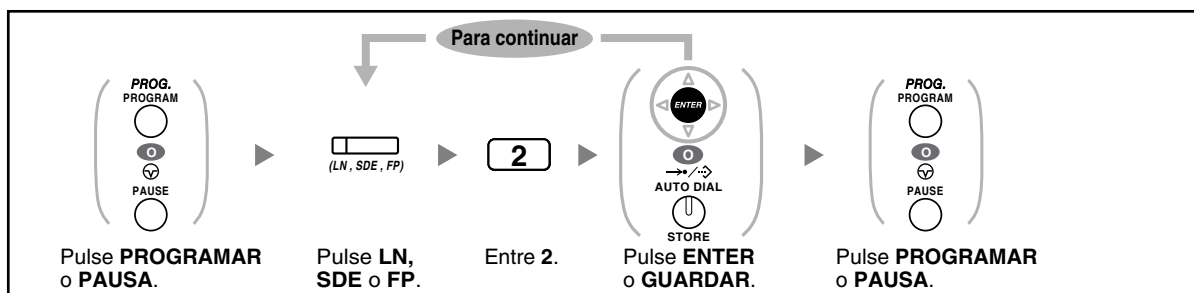 Para continuar
PROG.
PROGRAM
O
PAUSE
(LN , SDE , FP)
2
ENTER
O
AUTO DIAL
STORE
PROG.
PROGRAM
O
PAUSE
Pulse PROGRAMAR
o PAUSA.
Pulse LN,
SDE o FP.
Entre 2.
Pulse ENTER
o GUARDAR.
Pulse PROGRAMAR
o PAUSA.